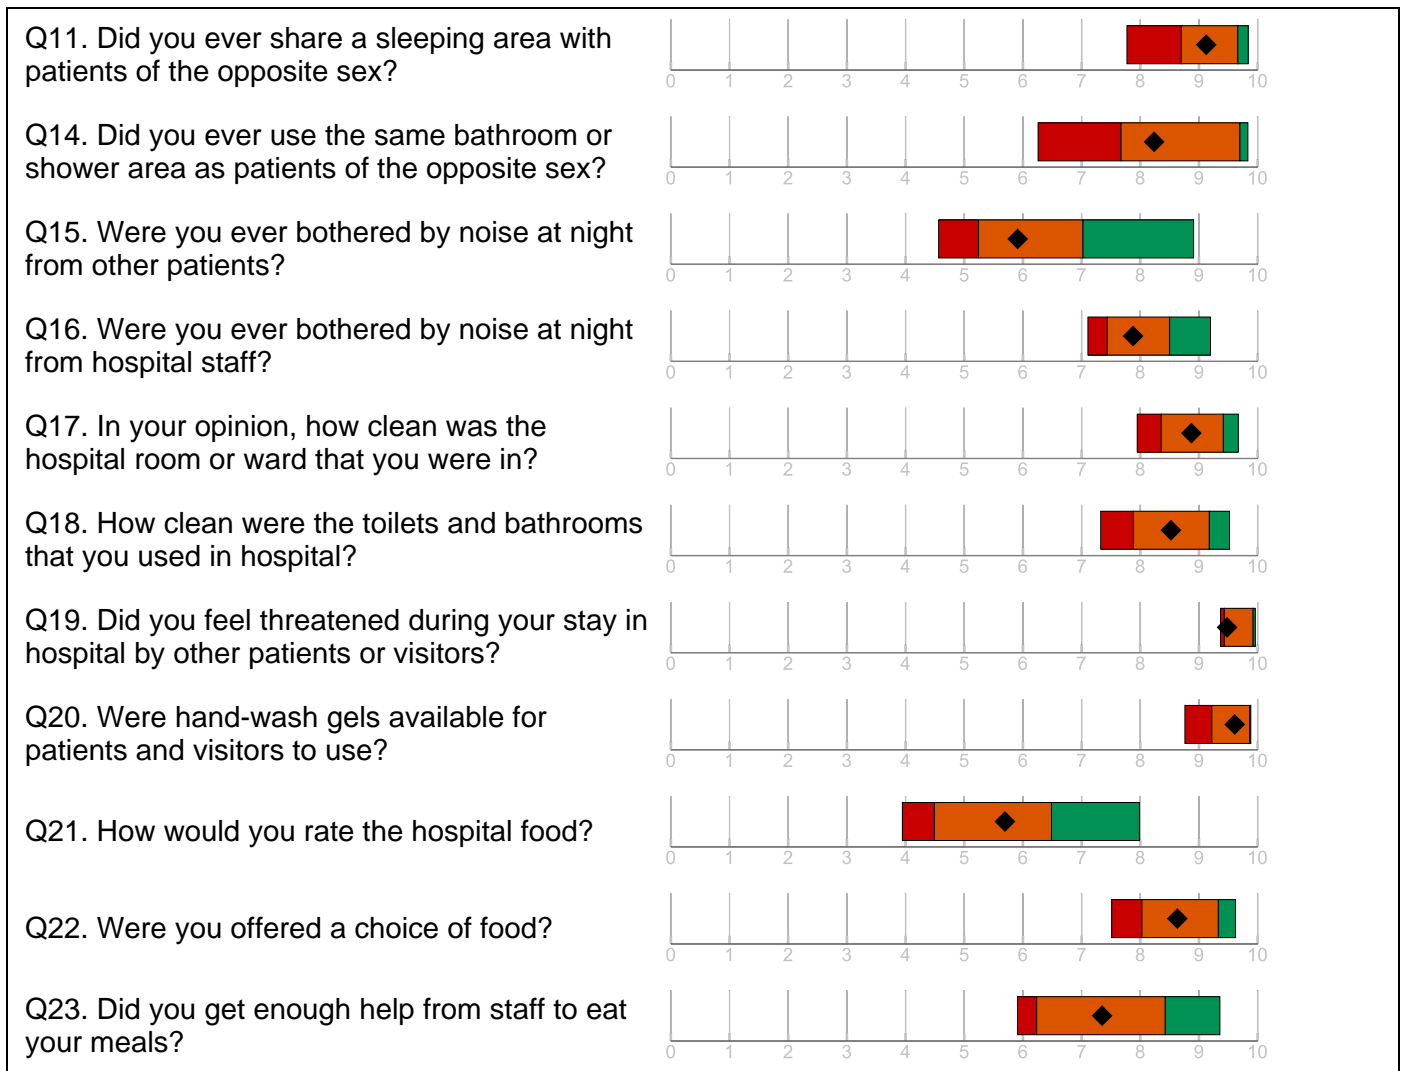 Q11. Did you ever share a sleeping area with
patients of the opposite sex?
0 1 2 3 4 5 6 7 8 9 10
Q14. Did you ever use the same bathroom or
shower area as patients of the opposite sex?
0 1 2 3 4 5 6 7 8 9 10
Q15. Were you ever bothered by noise at night
from other patients?
0 1 2 3 4 5 6 7 8 9 10
Q16. Were you ever bothered by noise at night
from hospital staff?
0 1 2 3 4 5 6 7 8 9 10
Q17. In your opinion, how clean was the
hospital room or ward that you were in?
0 1 2 3 4 5 6 7 8 9 10
Q18. How clean were the toilets and bathrooms
that you used in hospital?
0 1 2 3 4 5 6 7 8 9 10
Q19. Did you feel threatened during your stay in
hospital by other patients or visitors?
0 1 2 3 4 5 6 7 8 9 10
Q20. Were hand-wash gels available for
patients and visitors to use?
0 1 2 3 4 5 6 7 8 9 10
Q21. How would you rate the hospital food?
0 1 2 3 4 5 6 7 8 9 10
Q22. Were you offered a choice of food?
0 1 2 3 4 5 6 7 8 9 10
Q23. Did you get enough help from staff to eat
your meals?
0 1 2 3 4 5 6 7 8 9 10